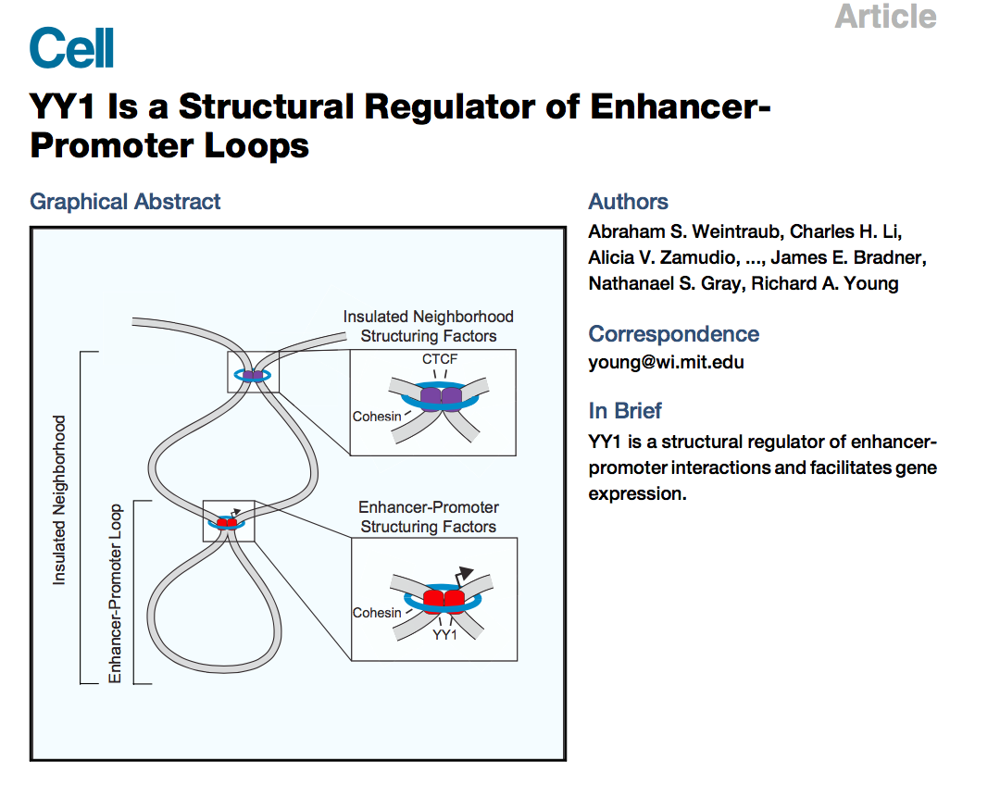 Article
Cell
YY1 Is a Structural Regulator of Enhancer-
Promoter Loops
Graphical Abstract
Insulated Neighborhood
Structuring Factors
CTCF
Cohesin
Insulated Neighborhood
Enhancer-Promoter Loop
Enhancer-Promoter
Structuring Factors
Cohesin
YY1
Authors
Abraham S. Weintraub, Charles H. Li,
Alicia V. Zamudio, ..., James E. Bradner,
Nathanael S. Gray, Richard A. Young
Correspondence
young@wi.mit.edu
In Brief
YY1 is a structural regulator of enhancer-
promoter interactions and facilitates gene
expression.